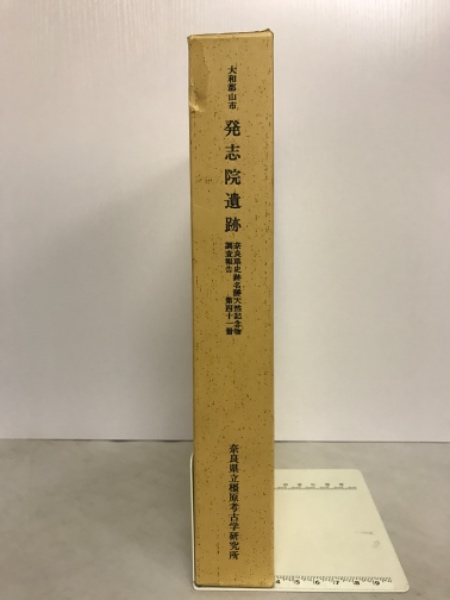 大和郡山市
発志院遺跡
奈良県史跡名勝天然記念物
調査報告 第四十一冊
奈良県立橿原考古学研究所